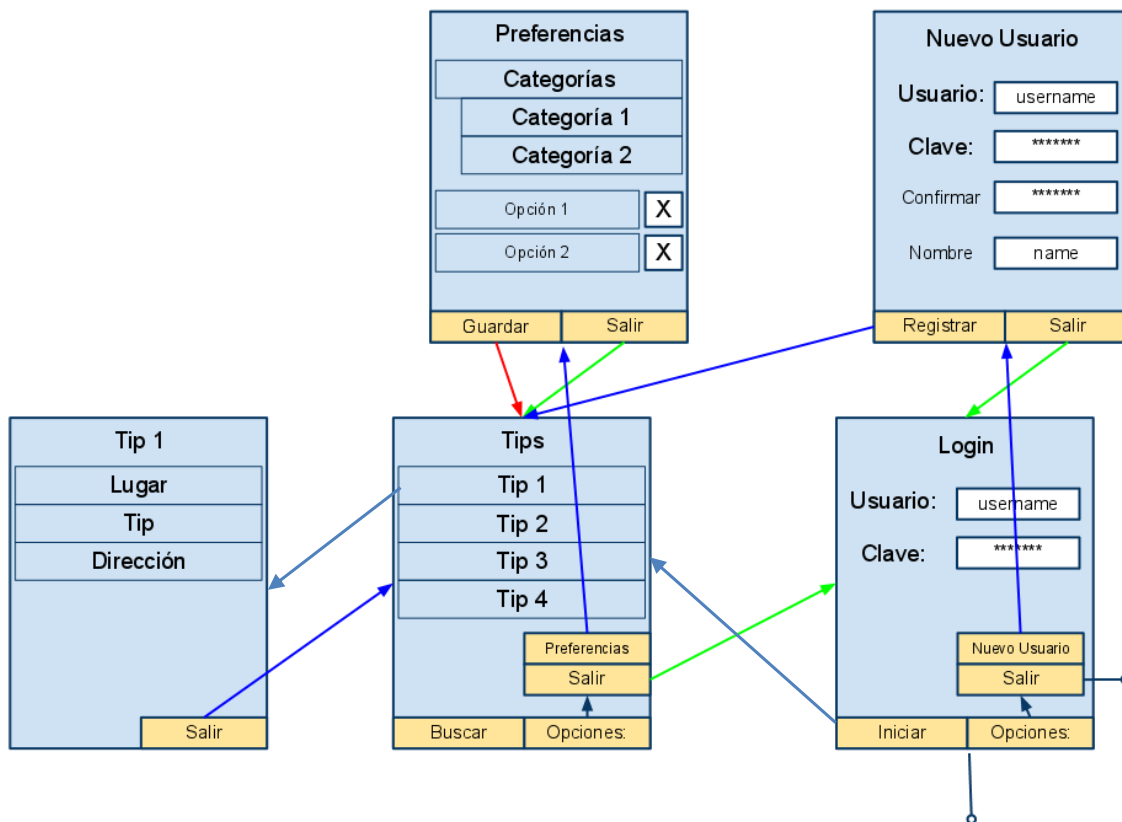 Preferencias
Categorías
Categoría 1
Categoría 2
Opción 1 X
Opción 2 X
Guardar Salir
Nuevo Usuario
Usuario: username
Clave: *******
Confirmar *******
Nombre name
Registrar Salir
Tip 1
Lugar
Tip
Dirección
Salir
Tips
Tip 1
Tip 2
Tip 3
Tip 4
Preferencias
Salir
Buscar Opciones:
Login
Usuario: username
Clave: *******
Nuevo Usuario
Salir
Iniciar Opciones: